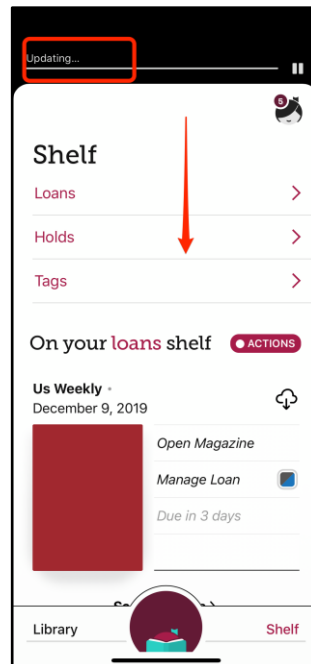 Updating...
5
Shelf
Loans
Holds
Tags
On your loans shelf
ACTIONS
Us Weekly
December 9, 2019
Open Magazine
Manage Loan
Due in 3 days
Library
Shelf